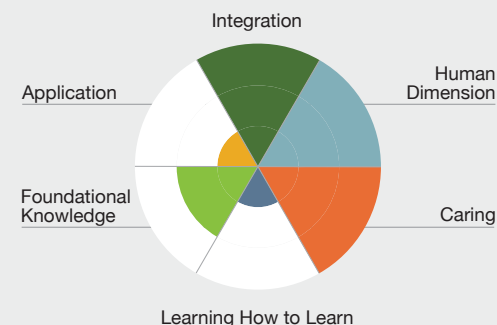 Integration
Human
Dimension
Application
Foundational
Knowledge
Caring
Learning How to Learn